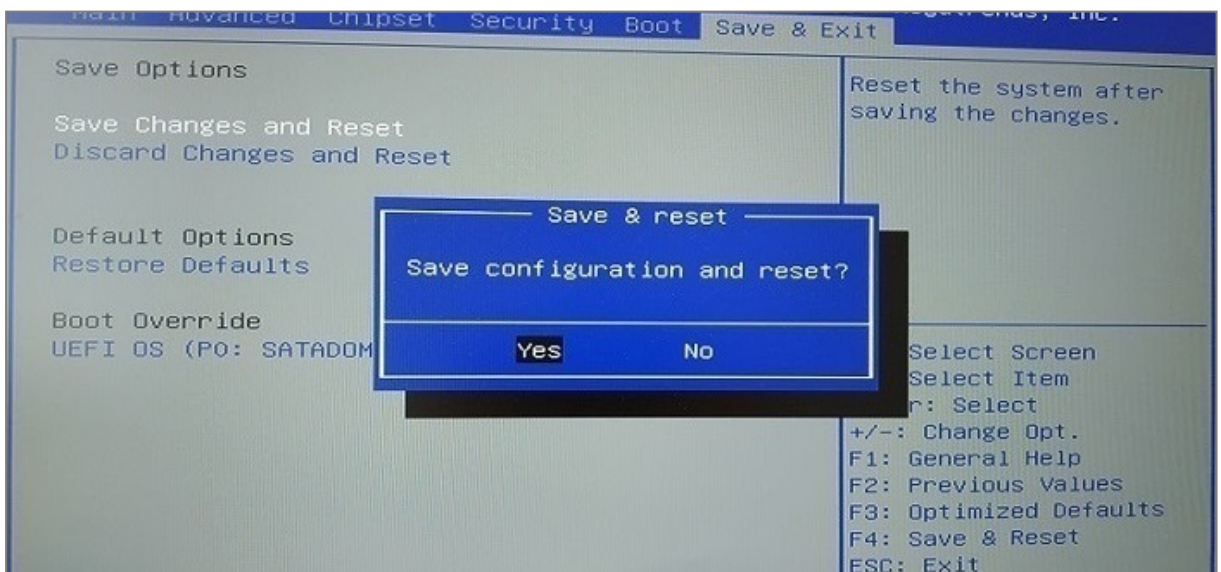 Main Advanced Chipset Security Boot Save & Exit
Inc.
Save Options
Save Changes and Reset
Discard Changes and Reset
Default Options
Restore Defaults
Boot Override
UEFI OS (P0: SATADOM
Reset the system after
saving the changes.
Save & reset
Save configuration and reset?
Yes No
Select Screen
Select Item
r: Select
+/-: Change Opt.
F1: General Help
F2: Previous Values
F3: Optimized Defaults
F4: Save & Reset
ESC: Exit